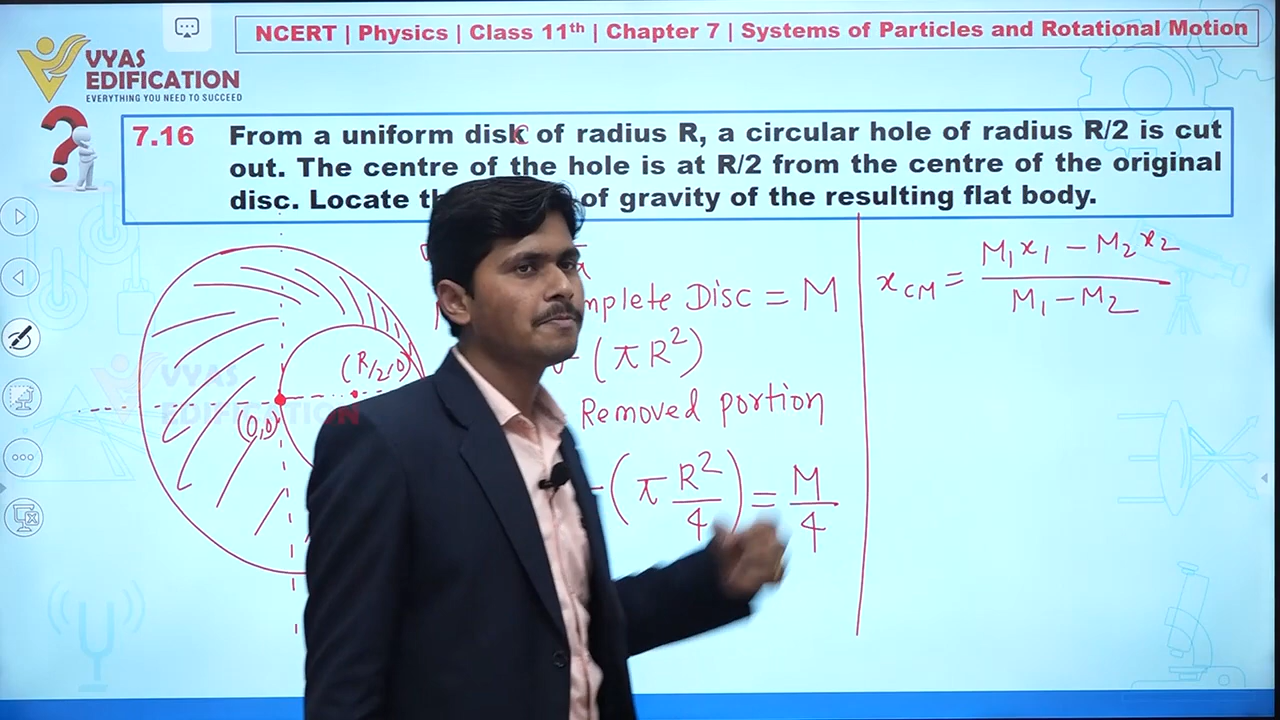 NCERT | Physics | Class 11th | Chapter 7 | Systems of Particles and Rotational Motion
VYAS
EDIFICATION
EVERYTHING YOU NEED TO SUCCEED
7.16 From a uniform disk of radius R, a circular hole of radius R/2 is cut
out. The centre of the hole is at R/2 from the centre of the original
disc. Locate of gravity of the resulting flat body.
Disc = M
(πR²)
Removed portion
(π R²/4) = M/4
(R/2, 0)
(0,0)
VYAS
EDIFICATION
x_CM = (M₁x₁ − M₂x₂)/(M₁ − M₂)